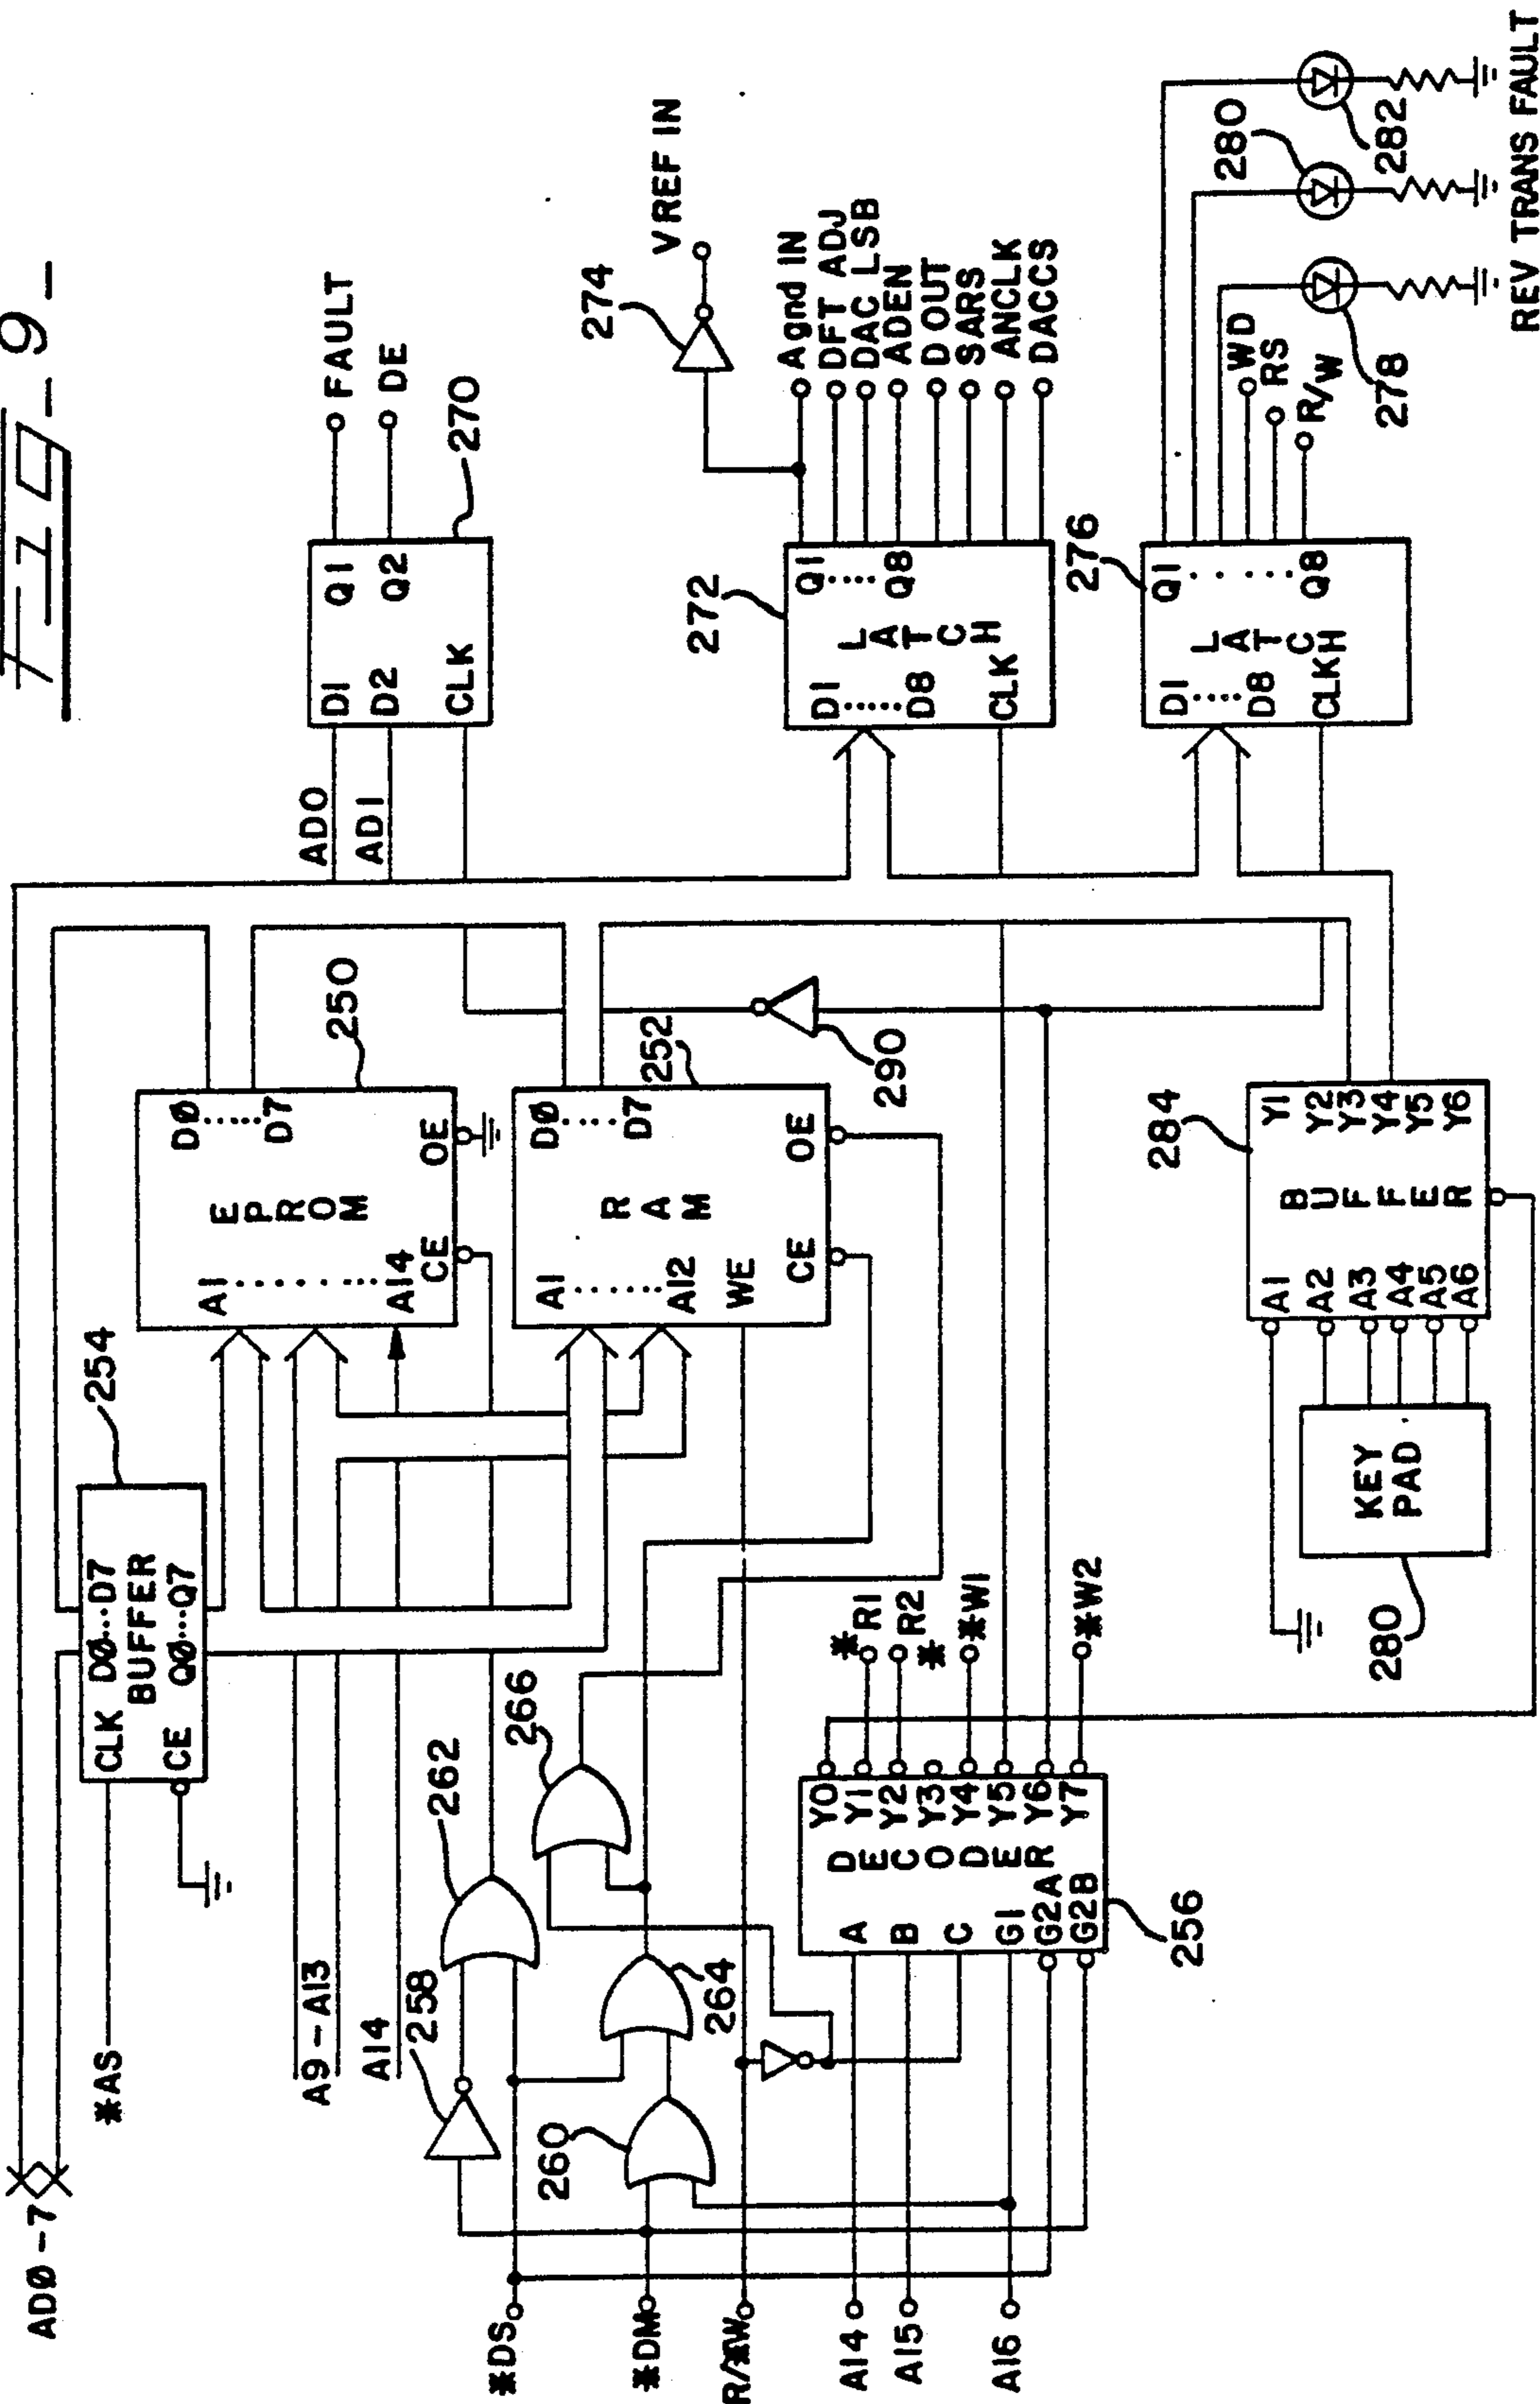 FIG-9-
AD0-7
*AS
CLK D0...D7
BUFFER
CE Q0...Q7
254
A9-A13
A14
258
262
266
260
264
*DS
*DM
R/*W
A14
A15
A16
A1..........A14
EPROM
D0......D7
CE
OE
250
A1......A12
WE
RAM
D0......D7
CE
OE
252
290
A
B
C
G1
G2A
G2B
DECODER
Y0
Y1
Y2
Y3
Y4
Y5
Y6
Y7
256
*R1
R2
*
*W1
*W2
KEY
PAD
280
A1
A2
A3
A4
A5
A6
BUFFER
Y1
Y2
Y3
Y4
Y5
Y6
284
AD0
AD1
D1
D2
CLK
Q1
Q2
270
FAULT
DE
272
D1......D8
CLK
LATCH
Q1......Q8
274
VREF IN
Agnd IN
DFT ADJ
DAC LSB
ADEN
D OUT
SARS
ANCLK
DACCS
276
D1......D8
CLK
LATCH
Q1......Q8
WD
RS
R/W
278
280
282
REV TRANS FAULT